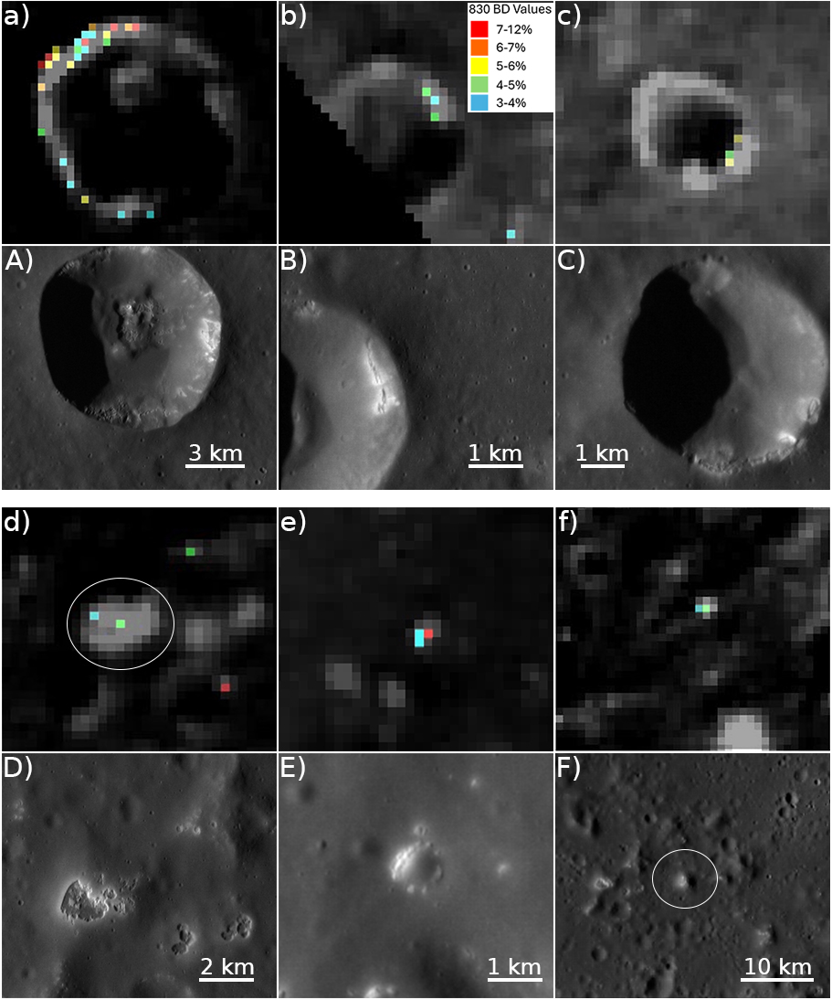 a)
b)
830 BD Values
7-12%
6-7%
5-6%
4-5%
3-4%
c)
A)
3 km
B)
1 km
C)
1 km
d)
e)
f)
D)
2 km
E)
1 km
F)
10 km